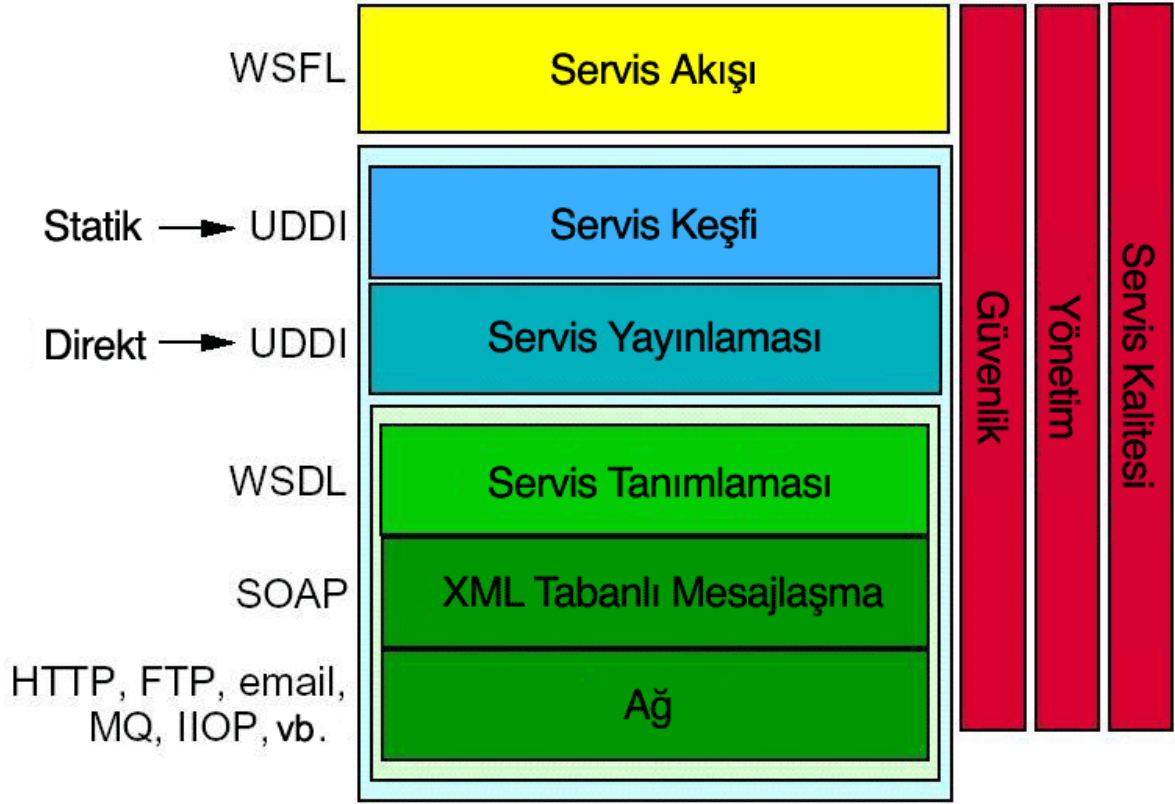 WSFL
Servis Akışı
Statik
UDDI
Servis Keşfi
Direkt
UDDI
Servis Yayınlaması
WSDL
Servis Tanımlaması
SOAP
XML Tabanlı Mesajlaşma
HTTP, FTP, email,
MQ, IIOP, vb.
Ağ
Güvenlik
Yönetim
Servis Kalitesi